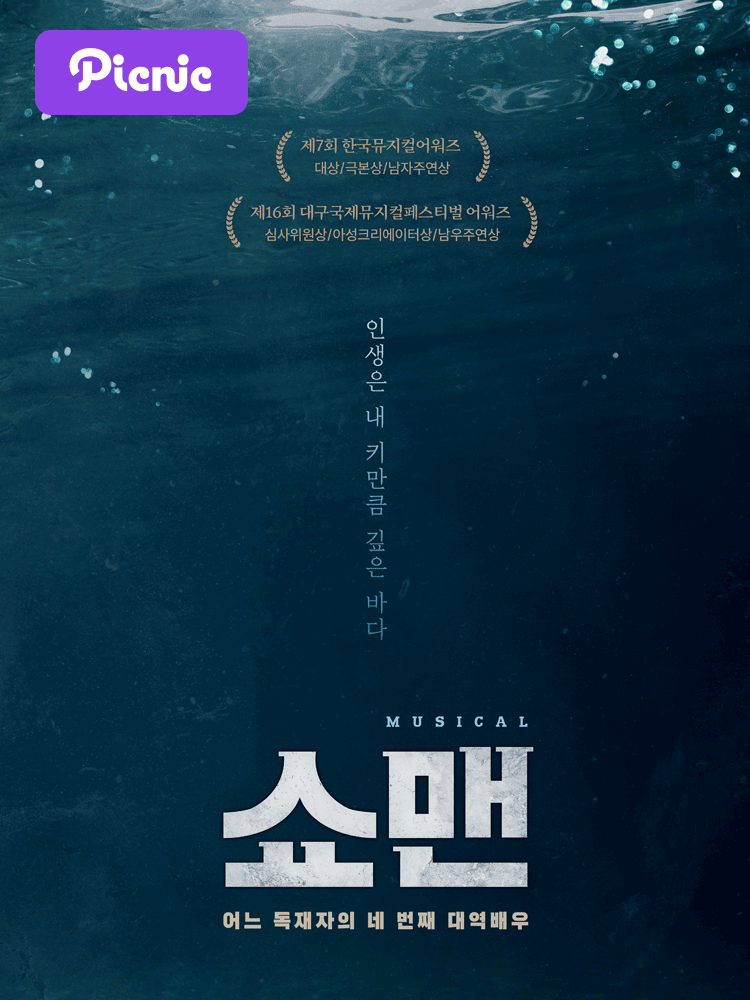 Picnic
제7회 한국뮤지컬어워즈
대상/극본상/남자주연상
제16회 대구국제뮤지컬페스티벌 어워즈
심사위원상/아성크리에이터상/남우주연상
인생은 내 키만큼 깊은 바다
MUSICAL
쇼맨
어느 독재자의 네 번째 대역배우